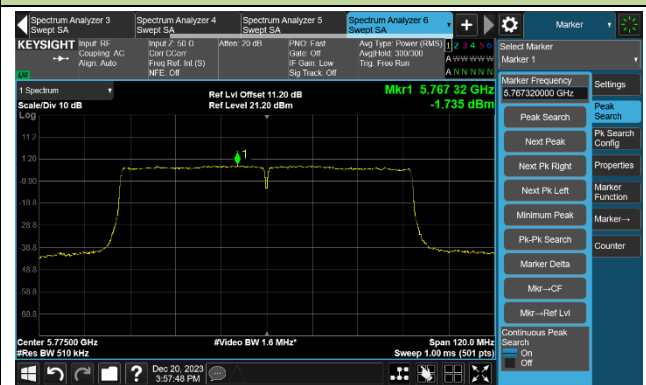 Spectrum Analyzer 3
Swept SA
Spectrum Analyzer 4
Swept SA
Spectrum Analyzer 5
Swept SA
Spectrum Analyzer 6
Swept SA
Marker
KEYSIGHT
Input: RF
Coupling: AC
Align: Auto
Input Z: 50 Ω
Corr CCorr
Freq Ref: Int (S)
NFE: Off
Atten: 20 dB
PNO: Fast
Gate: Off
IF Gain: Low
Sig Track: Off
Avg Type: Power (RMS)
Avg|Hold: 300/300
Trig: Free Run
1 2 3 4 5 6
A W W W W W
A N N N N N
LXI
Select Marker
Marker 1
1 Spectrum
Scale/Div 10 dB
Log
Ref Lvl Offset 11.20 dB
Ref Level 21.20 dBm
Mkr1 5.767 32 GHz
-1.735 dBm
11.2
1.20
-8.80
-18.8
-28.8
-38.8
-48.8
-58.8
-68.8
1
Center 5.77500 GHz
#Res BW 510 kHz
#Video BW 1.6 MHz*
Span 120.0 MHz
Sweep 1.00 ms (501 pts)
Marker Frequency
5.767320000 GHz
Peak Search
Next Peak
Next Pk Right
Next Pk Left
Minimum Peak
Pk-Pk Search
Marker Delta
Mkr→CF
Mkr→Ref Lvl
Continuous Peak
Search
On
Off
Settings
Peak
Search
Pk Search
Config
Properties
Marker
Function
Marker→
Counter
Dec 20, 2023
3:57:48 PM